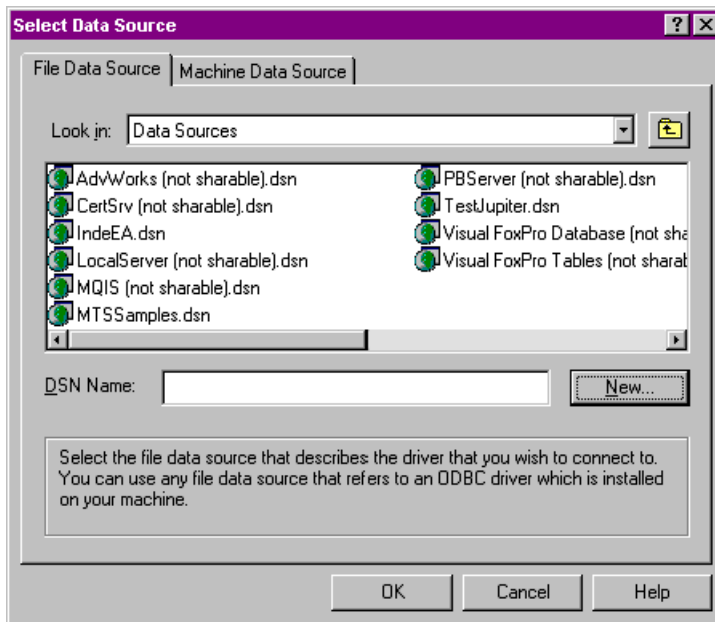 Select Data Source
File Data Source
Machine Data Source
Look in:
Data Sources
AdvWorks (not sharable).dsn
CertSrv (not sharable).dsn
IndeEA.dsn
LocalServer (not sharable).dsn
MQIS (not sharable).dsn
MTSSamples.dsn
PBServer (not sharable).dsn
TestJupiter.dsn
Visual FoxPro Database (not sha
Visual FoxPro Tables (not sharab
DSN Name:
New...
Select the file data source that describes the driver that you wish to connect to.
You can use any file data source that refers to an ODBC driver which is installed
on your machine.
OK
Cancel
Help